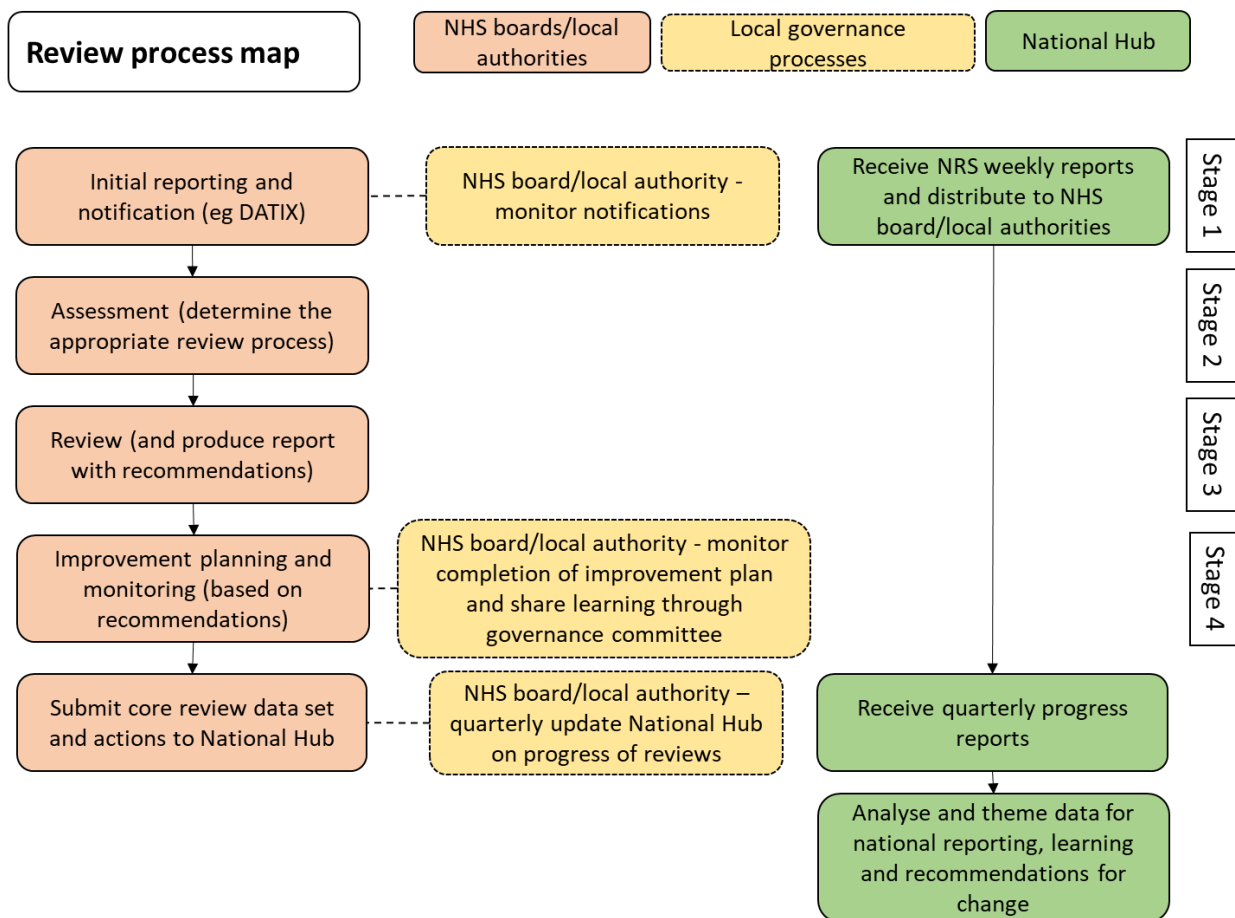 Review process map
NHS boards/local
authorities
Local governance
processes
National Hub
Initial reporting and
notification (eg DATIX)
NHS board/local authority -
monitor notifications
Receive NRS weekly reports
and distribute to NHS
board/local authorities
Stage 1
Assessment (determine the
appropriate review process)
Stage 2
Review (and produce report
with recommendations)
Stage 3
Improvement planning and
monitoring (based on
recommendations)
NHS board/local authority - monitor
completion of improvement plan
and share learning through
governance committee
Stage 4
Submit core review data set
and actions to National Hub
NHS board/local authority –
quarterly update National Hub
on progress of reviews
Receive quarterly progress
reports
Analyse and theme data for
national reporting, learning
and recommendations for
change